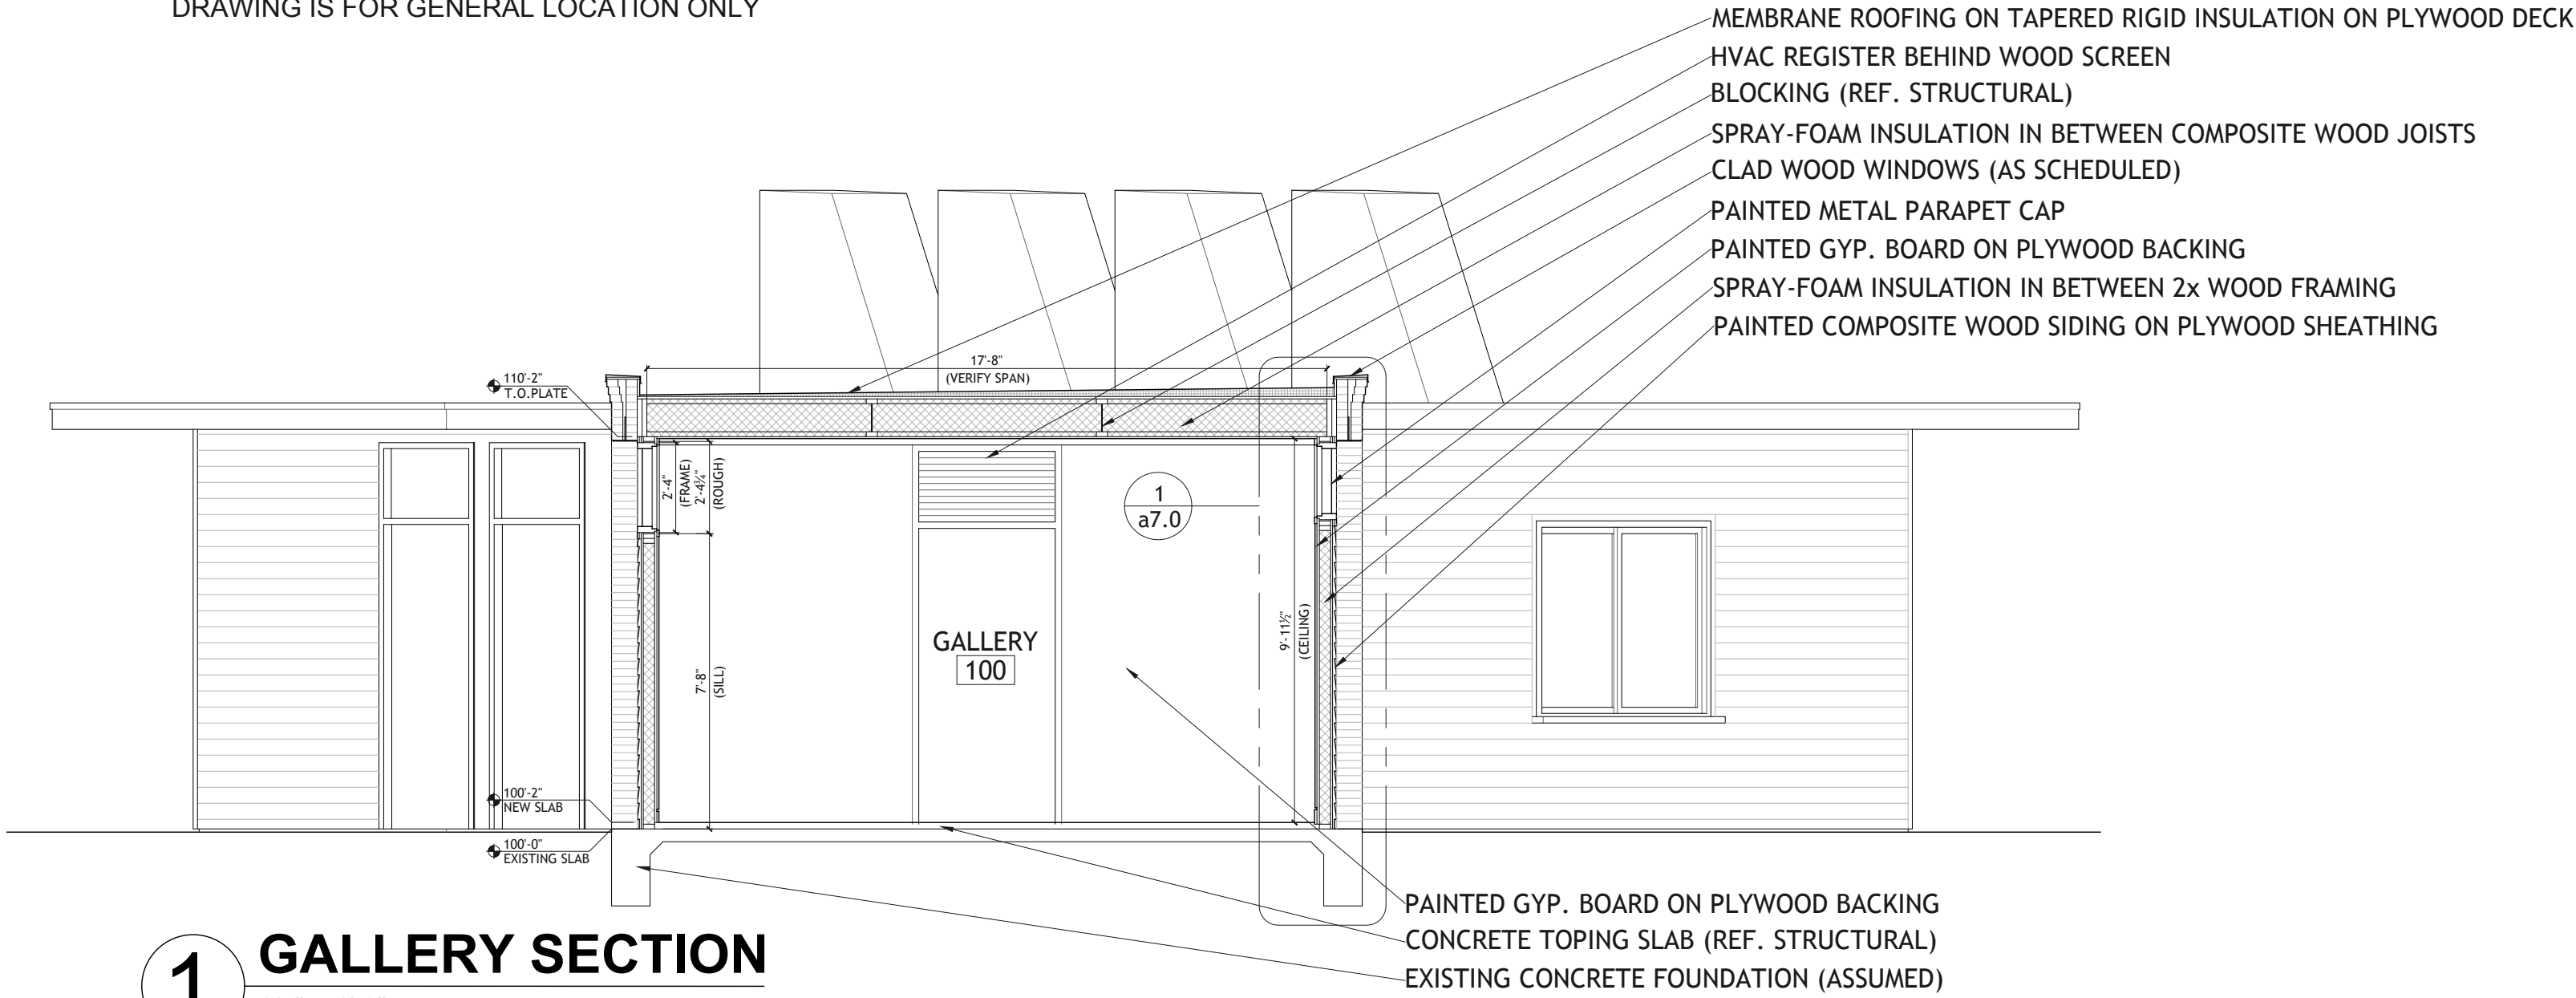 DRAWING IS FOR GENERAL LOCATION ONLY
MEMBRANE ROOFING ON TAPERED RIGID INSULATION ON PLYWOOD DECK
HVAC REGISTER BEHIND WOOD SCREEN
BLOCKING (REF. STRUCTURAL)
SPRAY-FOAM INSULATION IN BETWEEN COMPOSITE WOOD JOISTS
CLAD WOOD WINDOWS (AS SCHEDULED)
PAINTED METAL PARAPET CAP
PAINTED GYP. BOARD ON PLYWOOD BACKING
SPRAY-FOAM INSULATION IN BETWEEN 2x WOOD FRAMING
PAINTED COMPOSITE WOOD SIDING ON PLYWOOD SHEATHING
17'-8"
(VERIFY SPAN)
110'-2"
T.O.PLATE
2'-4"
(FRAME)
2'-4¾"
(ROUGH)
1
a7.0
GALLERY
100
7'-8"
(SILL)
9'-11½"
(CEILING)
100'-2"
NEW SLAB
100'-0"
EXISTING SLAB
PAINTED GYP. BOARD ON PLYWOOD BACKING
CONCRETE TOPING SLAB (REF. STRUCTURAL)
EXISTING CONCRETE FOUNDATION (ASSUMED)
1
GALLERY SECTION